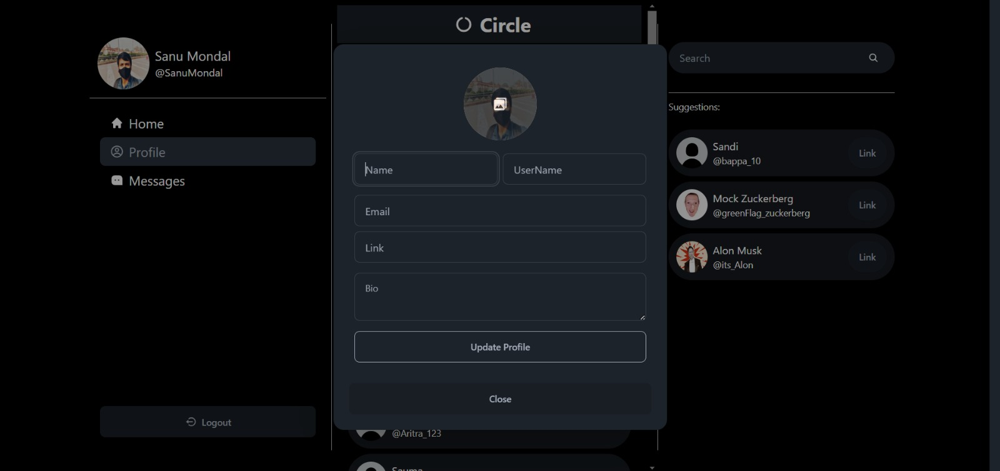 Circle
Sanu Mondal
@SanuMondal
Home
Profile
Messages
Logout
Name
UserName
Email
Link
Bio
Update Profile
Close
@Aritra_123
Search
Suggestions:
Sandi
@bappa_10
Link
Mock Zuckerberg
@greenFlag_zuckerberg
Link
Alon Musk
@its_Alon
Link